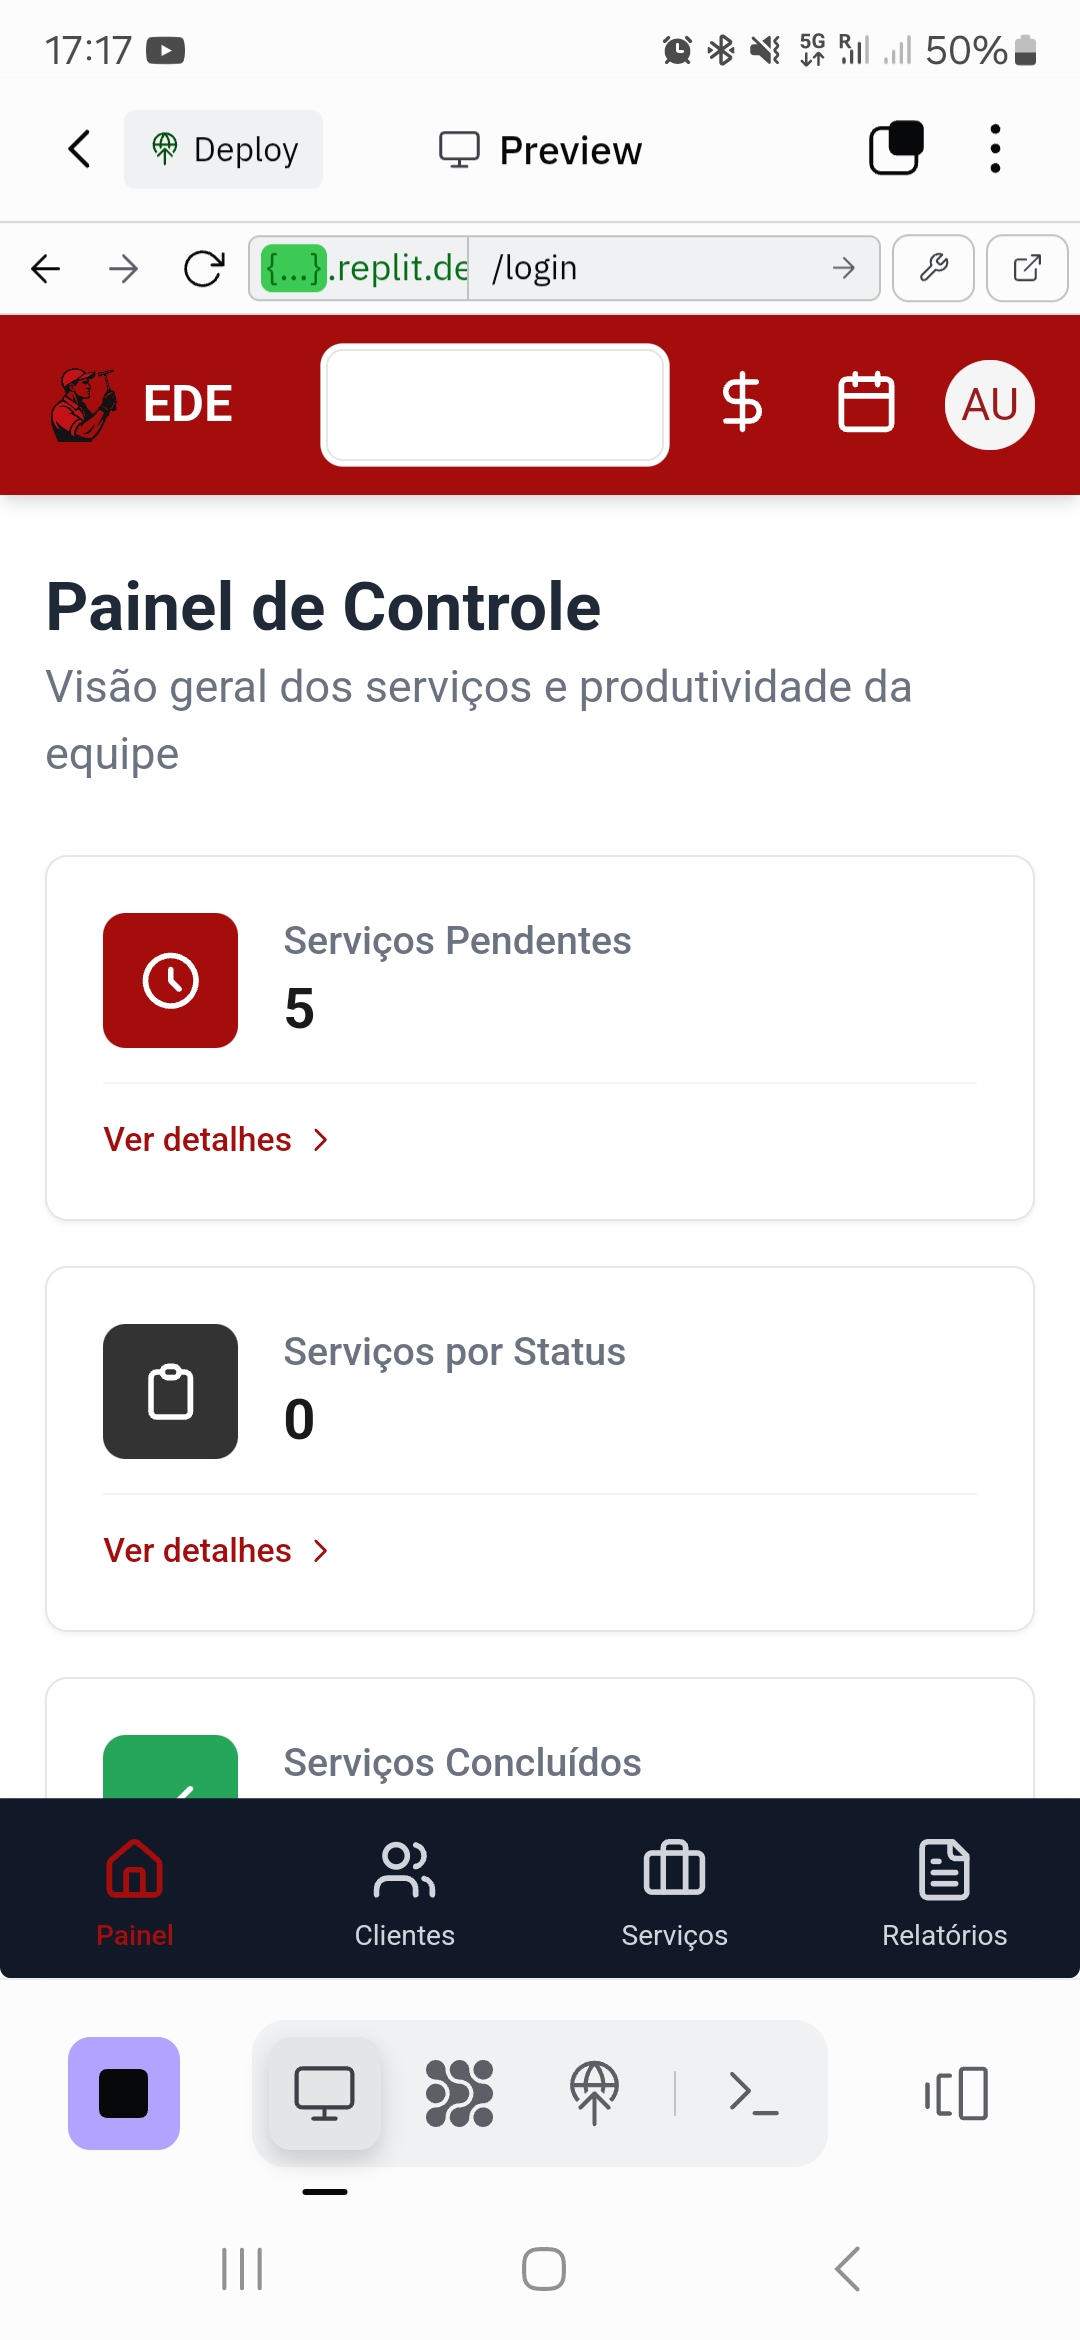 17:17
5G
R
50%
Deploy
Preview
{...}.replit.de
/login
EDE
$
AU
Painel de Controle
Visão geral dos serviços e produtividade da
equipe
Serviços Pendentes
5
Ver detalhes
Serviços por Status
0
Ver detalhes
Serviços Concluídos
Painel
Clientes
Serviços
Relatórios